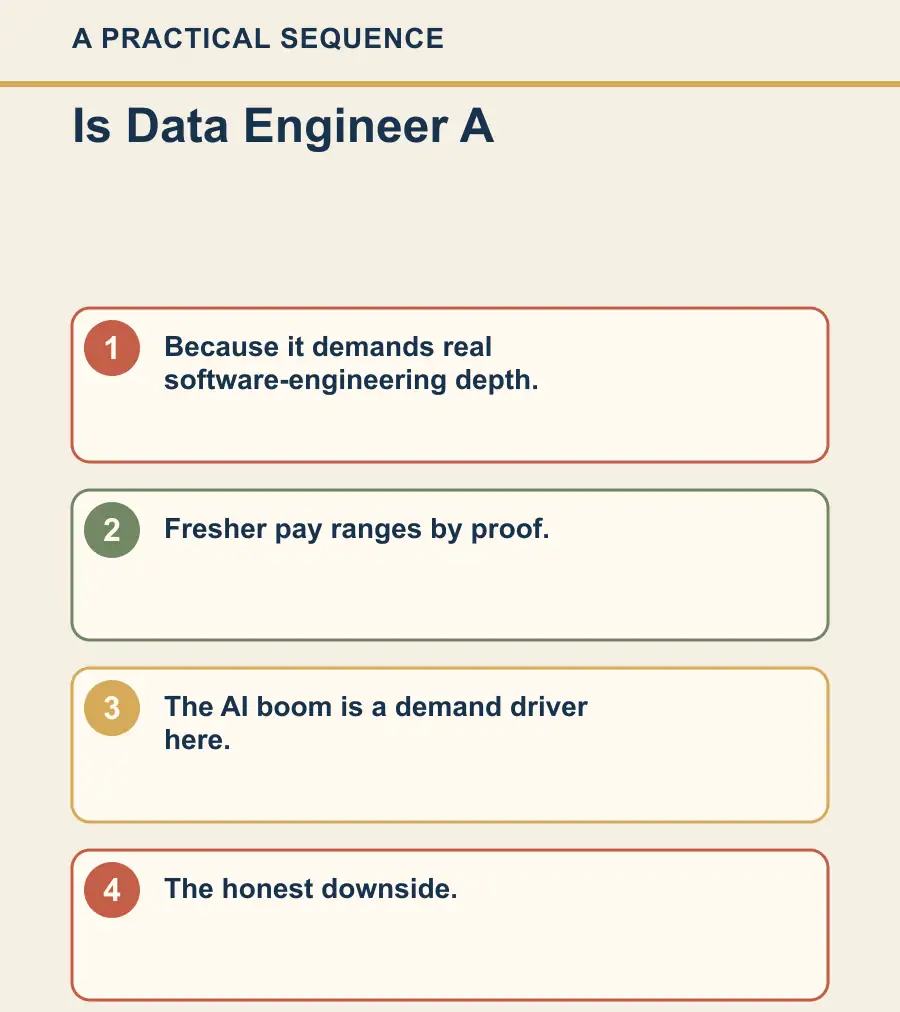 A PRACTICAL SEQUENCE
Is Data Engineer A
1
Because it demands real
software-engineering depth.
2
Fresher pay ranges by proof.
3
The AI boom is a demand driver
here.
4
The honest downside.